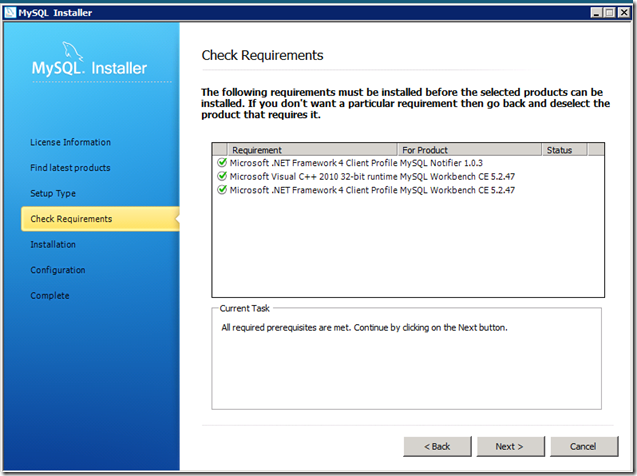 MySQL Installer
MySQL. Installer
License Information
Find latest products
Setup Type
Check Requirements
Installation
Configuration
Complete
Check Requirements
The following requirements must be installed before the selected products can be
installed. If you don't want a particular requirement then go back and deselect the
product that requires it.
Requirement For Product Status
Microsoft .NET Framework 4 Client Profile MySQL Notifier 1.0.3
Microsoft Visual C++ 2010 32-bit runtime MySQL Workbench CE 5.2.47
Microsoft .NET Framework 4 Client Profile MySQL Workbench CE 5.2.47
Current Task
All required prerequisites are met. Continue by clicking on the Next button.
< Back Next > Cancel